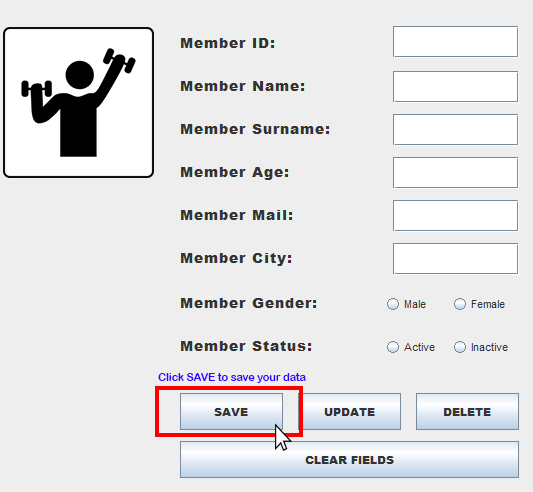 Member ID:
Member Name:
Member Surname:
Member Age:
Member Mail:
Member City:
Member Gender: Male Female
Member Status: Active Inactive
Click SAVE to save your data
SAVE UPDATE DELETE
CLEAR FIELDS